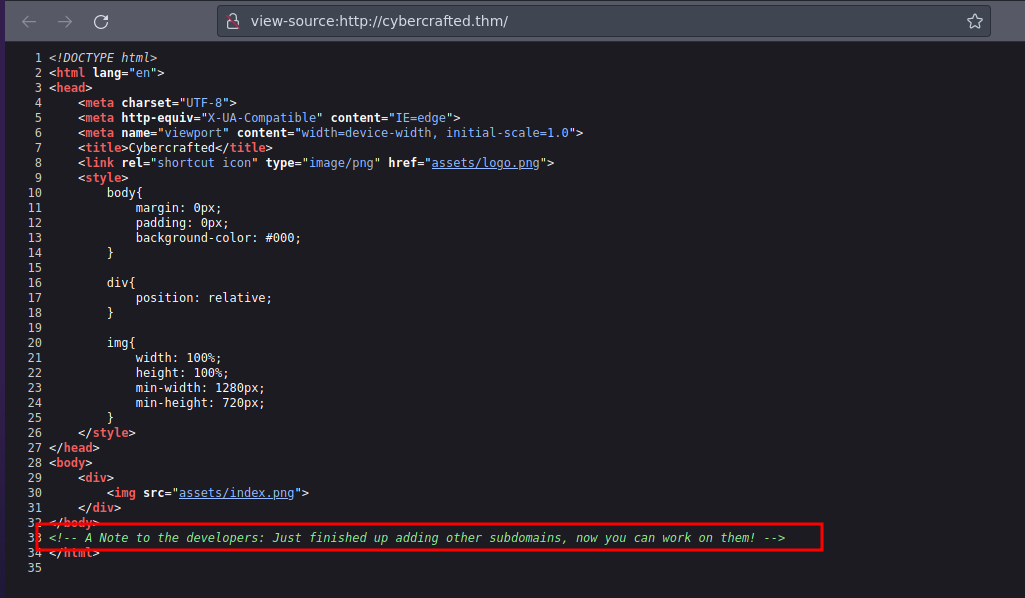 view-source:http://cybercrafted.thm/
1 <!DOCTYPE html>
2 <html lang="en">
3 <head>
4     <meta charset="UTF-8">
5     <meta http-equiv="X-UA-Compatible" content="IE=edge">
6     <meta name="viewport" content="width=device-width, initial-scale=1.0">
7     <title>Cybercrafted</title>
8     <link rel="shortcut icon" type="image/png" href="assets/logo.png">
9     <style>
10         body{
11             margin: 0px;
12             padding: 0px;
13             background-color: #000;
14         }
15
16         div{
17             position: relative;
18         }
19
20         img{
21             width: 100%;
22             height: 100%;
23             min-width: 1280px;
24             min-height: 720px;
25         }
26     </style>
27 </head>
28 <body>
29     <div>
30         <img src="assets/index.png">
31     </div>
32 </body>
33 <!-- A Note to the developers: Just finished up adding other subdomains, now you can work on them! -->
34 </html>
35